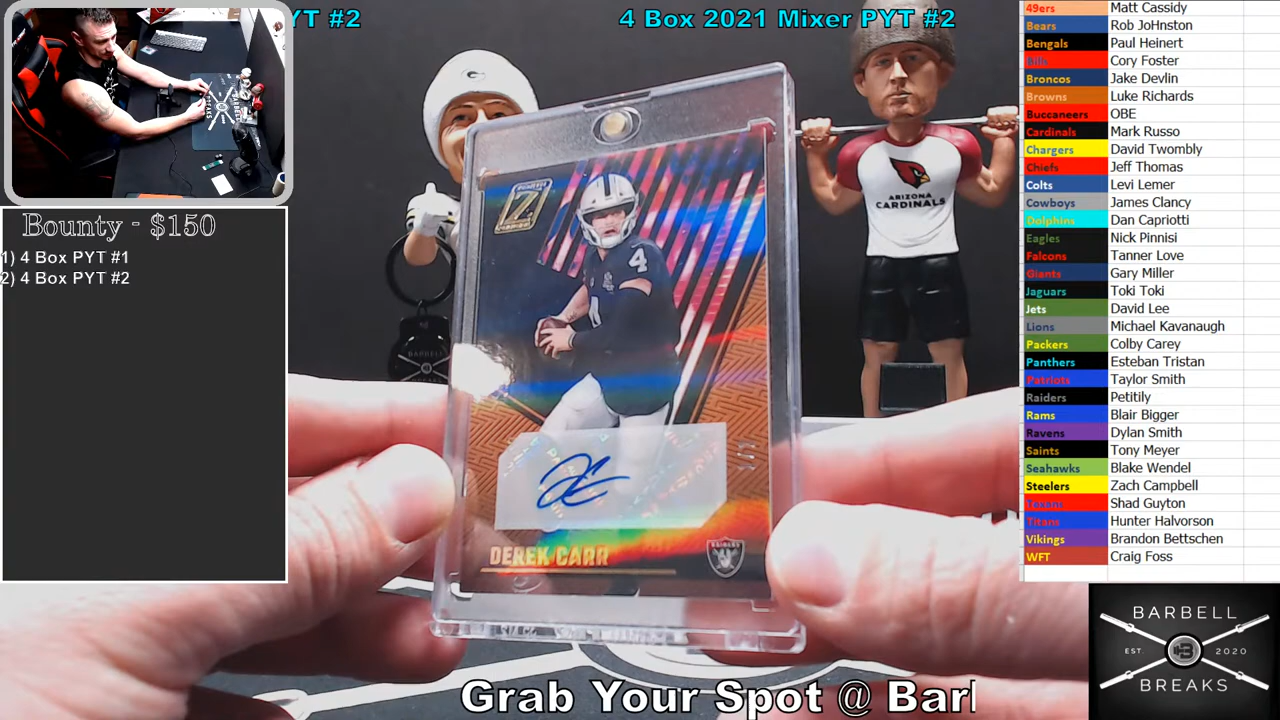 YT #2
4 Box 2021 Mixer PYT #2
Bounty - $150
1) 4 Box PYT #1
2) 4 Box PYT #2
G
ARIZONA
CARDINALS
Z
4
BARBELL
DEREK CARR
RAIDERS
49ers Matt Cassidy
Bears Rob JoHnston
Bengals Paul Heinert
Bills Cory Foster
Broncos Jake Devlin
Browns Luke Richards
Buccaneers OBE
Cardinals Mark Russo
Chargers David Twombly
Chiefs Jeff Thomas
Colts Levi Lemer
Cowboys James Clancy
Dolphins Dan Capriotti
Eagles Nick Pinnisi
Falcons Tanner Love
Giants Gary Miller
Jaguars Toki Toki
Jets David Lee
Lions Michael Kavanaugh
Packers Colby Carey
Panthers Esteban Tristan
Patriots Taylor Smith
Raiders Petitily
Rams Blair Bigger
Ravens Dylan Smith
Saints Tony Meyer
Seahawks Blake Wendel
Steelers Zach Campbell
Texans Shad Guyton
Titans Hunter Halvorson
Vikings Brandon Bettschen
WFT Craig Foss
BARBELL
EST. 2020
BREAKS
Grab Your Spot @ Bar